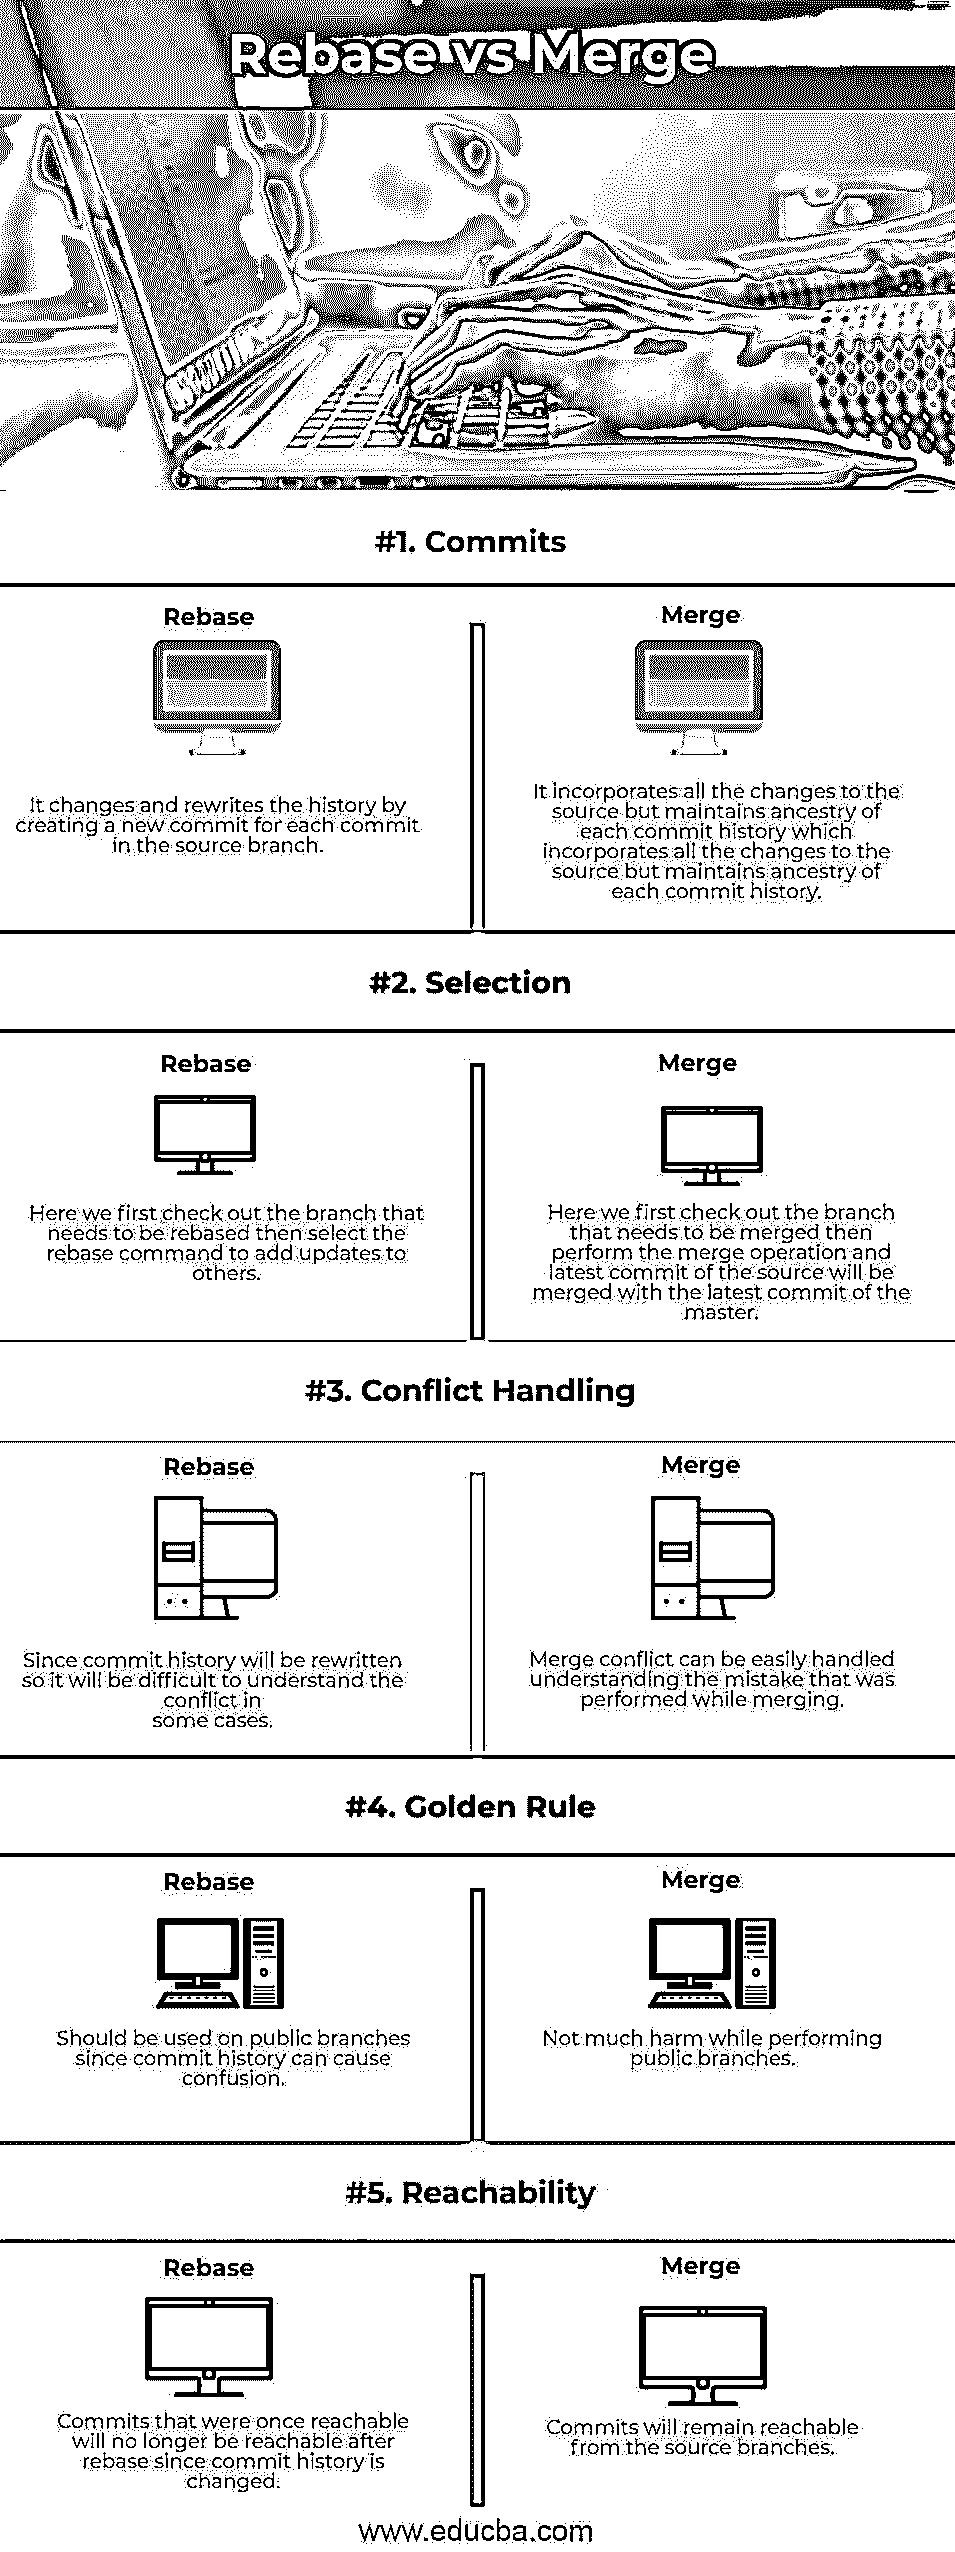 Rebase vs Merge
#1. Commits
Rebase
It changes and rewrites the history by
creating a new commit for each commit
in the source branch.
Merge
It incorporates all the changes to the
source but maintains ancestry of
each commit history which
incorporates all the changes to the
source but maintains ancestry of
each commit history.
#2. Selection
Rebase
Here we first check out the branch that
needs to be rebased then select the
rebase command to add updates to
others.
Merge
Here we first check out the branch
that needs to be merged then
perform the merge operation and
latest commit of the source will be
merged with the latest commit of the
master.
#3. Conflict Handling
Rebase
Since commit history will be rewritten
so it will be difficult to understand the
conflict in
some cases.
Merge
Merge conflict can be easily handled
understanding the mistake that was
performed while merging.
#4. Golden Rule
Rebase
Should be used on public branches
since commit history can cause
confusion.
Merge
Not much harm while performing
public branches.
#5. Reachability
Rebase
Commits that were once reachable
will no longer be reachable after
rebase since commit history is
changed.
Merge
Commits will remain reachable
from the source branches.
www.educba.com